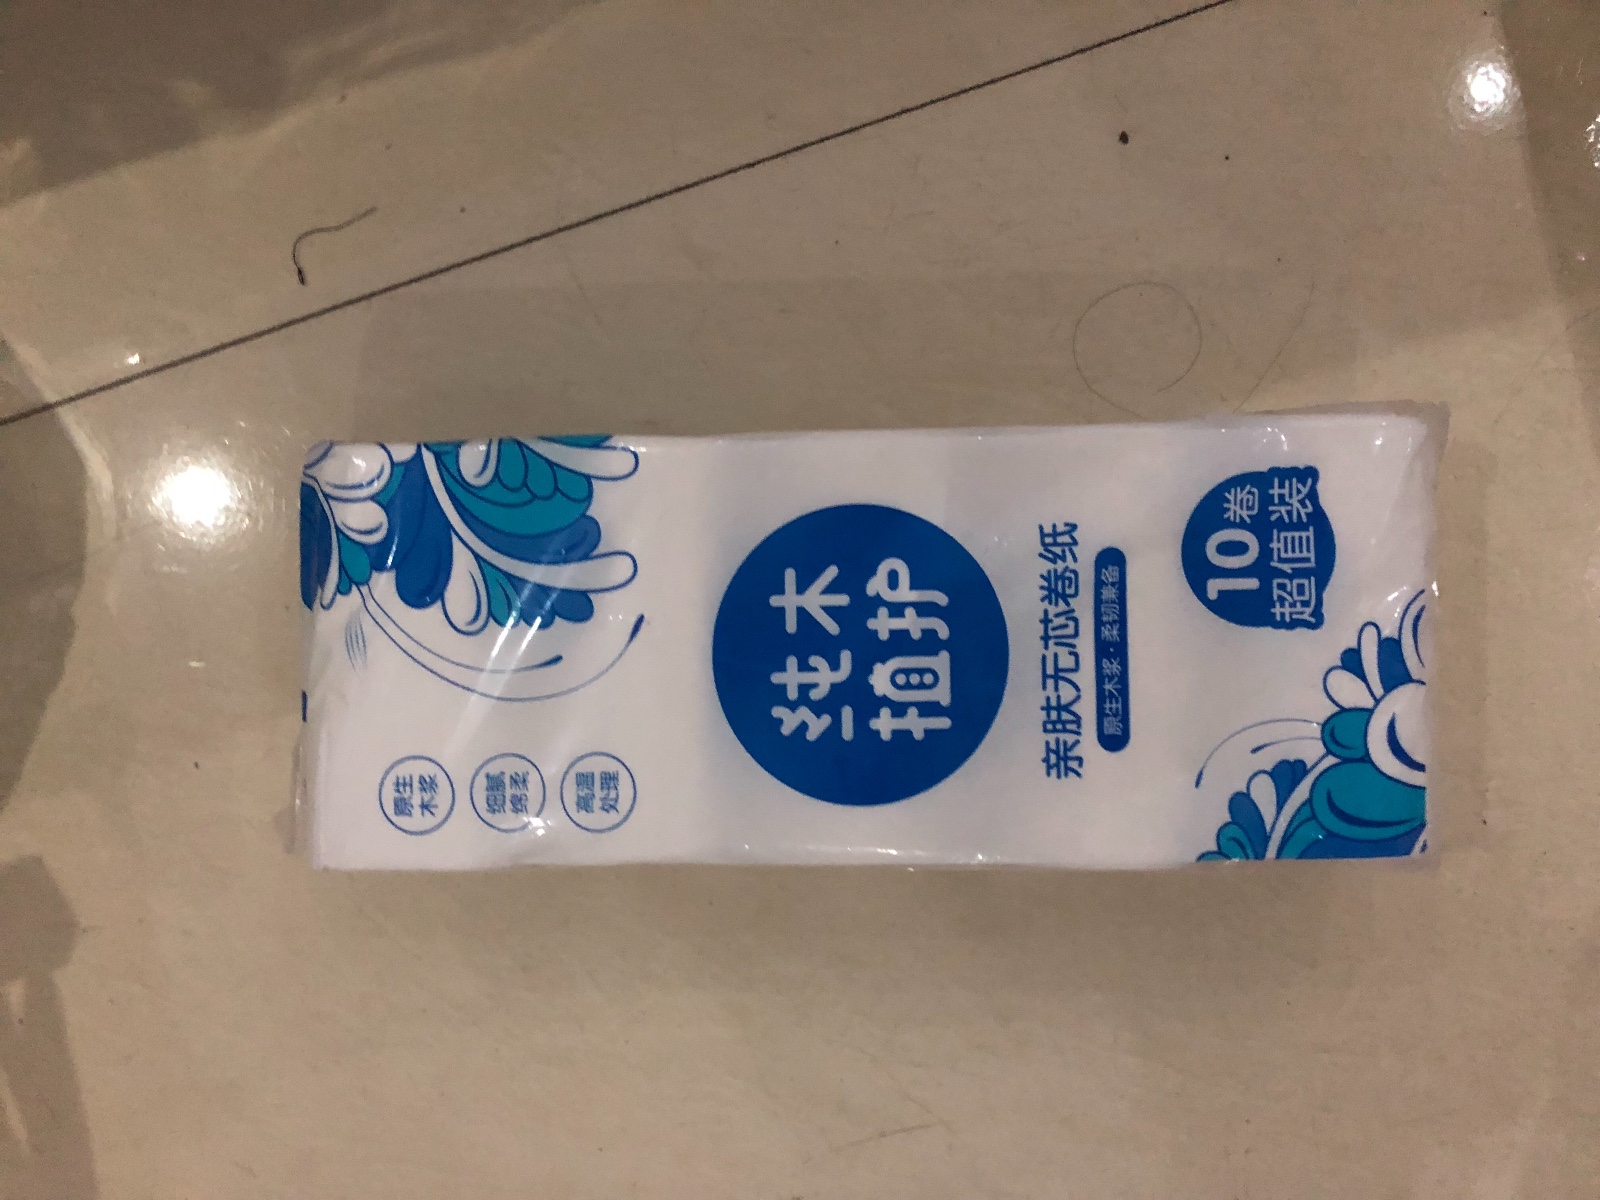 原生
木浆
细腻
绵柔
高温
处理
纯木
植护
亲肤无芯卷纸
原生木浆·柔韧兼备
10卷
超值装